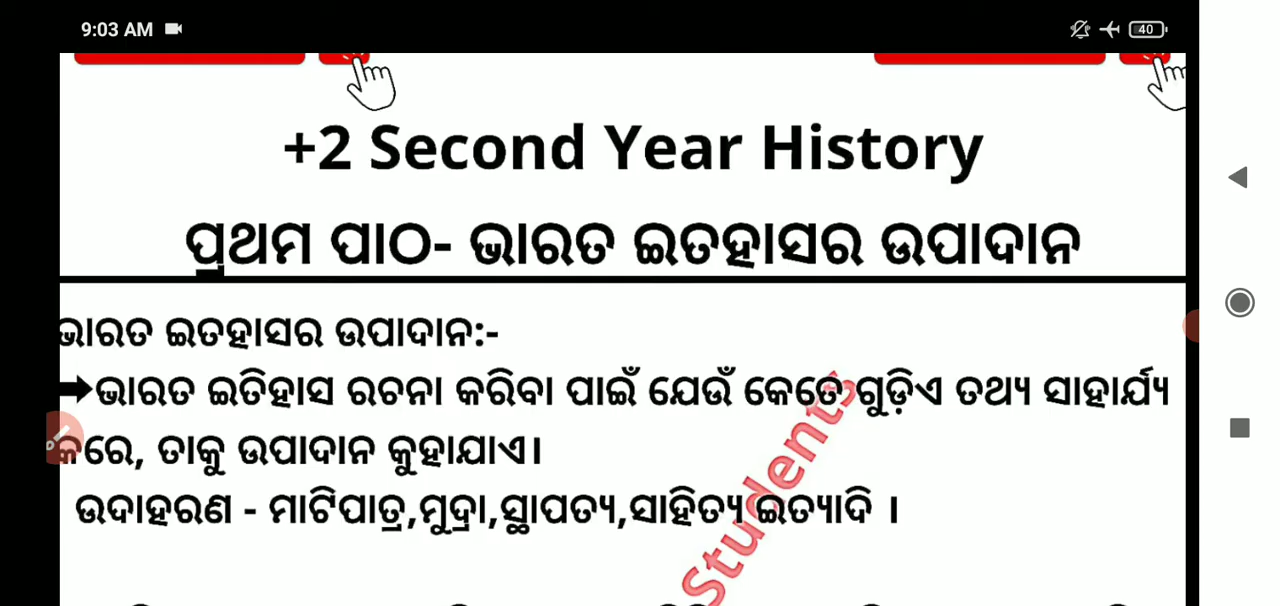 9:03 AM
40
+2 Second Year History
ପ୍ରଥମ ପାଠ- ଭାରତ ଇତହାସର ଉପାଦାନ
ଭାରତ ଇତହାସର ଉପାଦାନ:-
➡ଭାରତ ଇତିହାସ ରଚନା କରିବା ପାଇଁ ଯେଉଁ କେତେ ଗୁଡ଼ିଏ ତଥ୍ୟ ସାହାର୍ଯ୍ୟ
କରେ, ତାକୁ ଉପାଦାନ କୁହାଯାଏ।
ଉଦାହରଣ - ମାଟିପାତ୍ର,ମୁଦ୍ରା,ସ୍ଥାପତ୍ୟ,ସାହିତ୍ୟ ଇତ୍ୟାଦି ।
Students